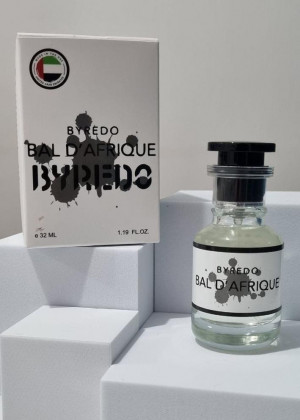 BYREDO
BAL D'AFRIQUE
BYREDO
e 32 ML
1.19 FL.OZ.
BYREDO
BAL D'AFRIQUE